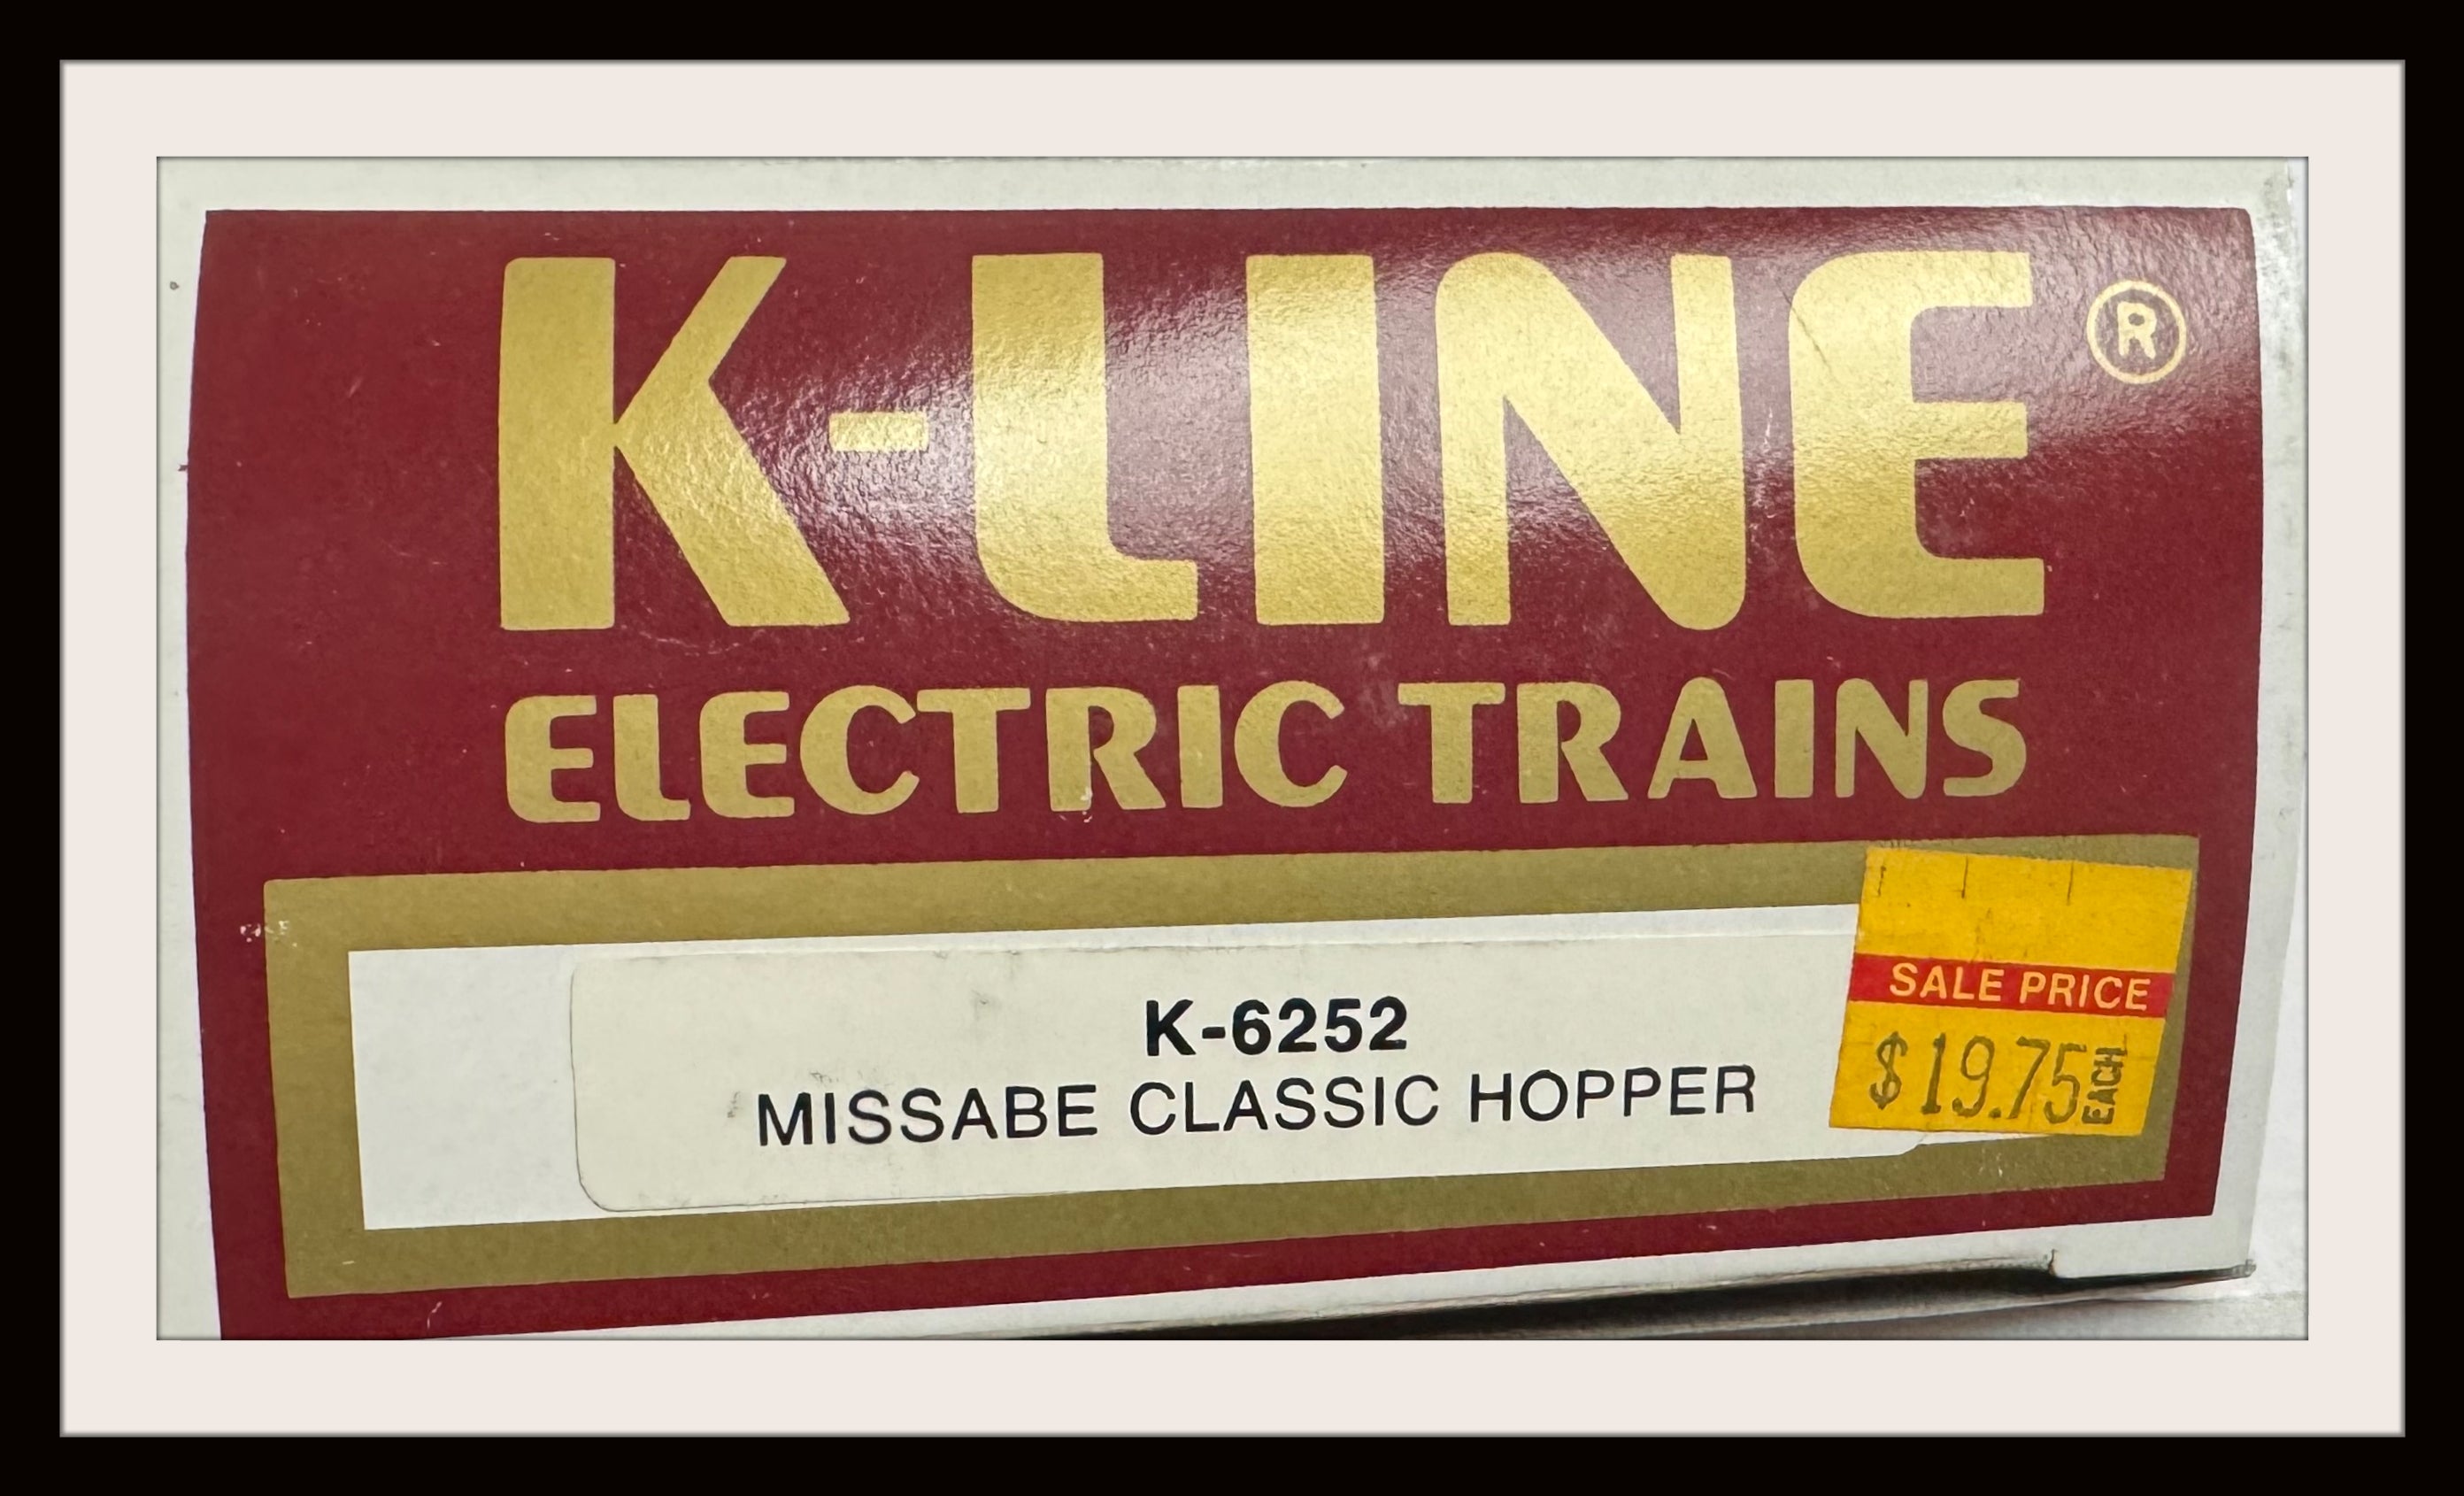 K-LINE®
ELECTRIC TRAINS
K-6252
MISSABE CLASSIC HOPPER
SALE PRICE
$19.75 EACH